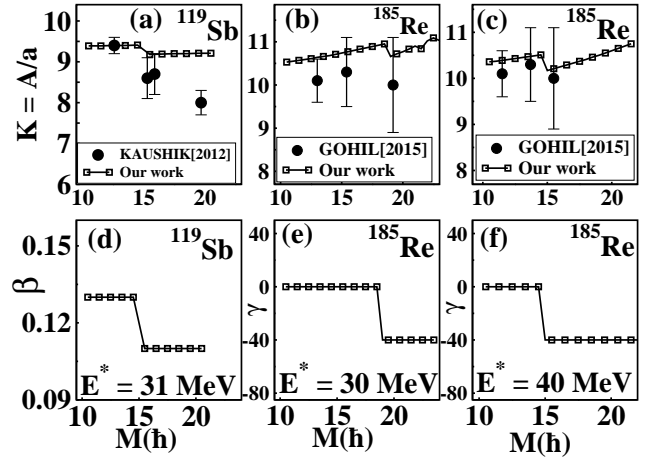 K = A/a
10
9
8
7
6
(a) ¹¹⁹Sb
KAUSHIK[2012]
Our work
10 15 20
11
10
9
8
(b) ¹⁸⁵Re
GOHIL[2015]
Our work
10 15 20
11
10
9
8
(c) ¹⁸⁵Re
GOHIL[2015]
Our work
10 15 20
β
0.15
0.13
0.11
0.09
(d) ¹¹⁹Sb
E* = 31 MeV
10 15 20
M(ħ)
γ
40
0
-40
-80
(e) ¹⁸⁵Re
E* = 30 MeV
10 15 20
M(ħ)
γ
40
0
-40
-80
(f) ¹⁸⁵Re
E* = 40 MeV
10 15 20
M(ħ)